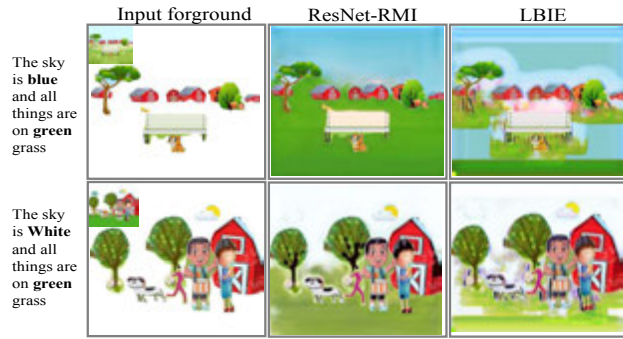 Input forground ResNet-RMI LBIE
The sky
is blue
and all
things are
on green
grass
The sky
is White
and all
things are
on green
grass